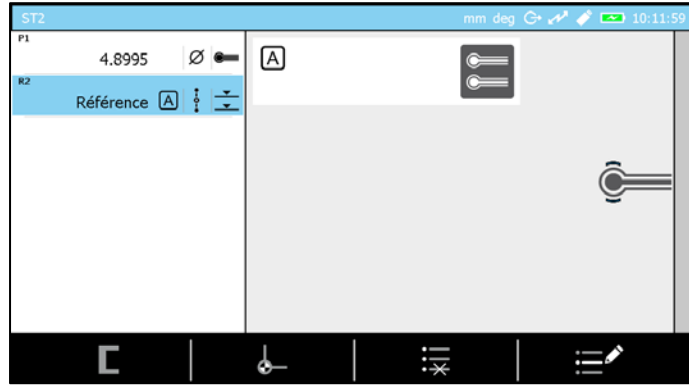 ST2
mm deg G+ 10:11:59
P1
4.8995 Ø
A
R2
Référence A